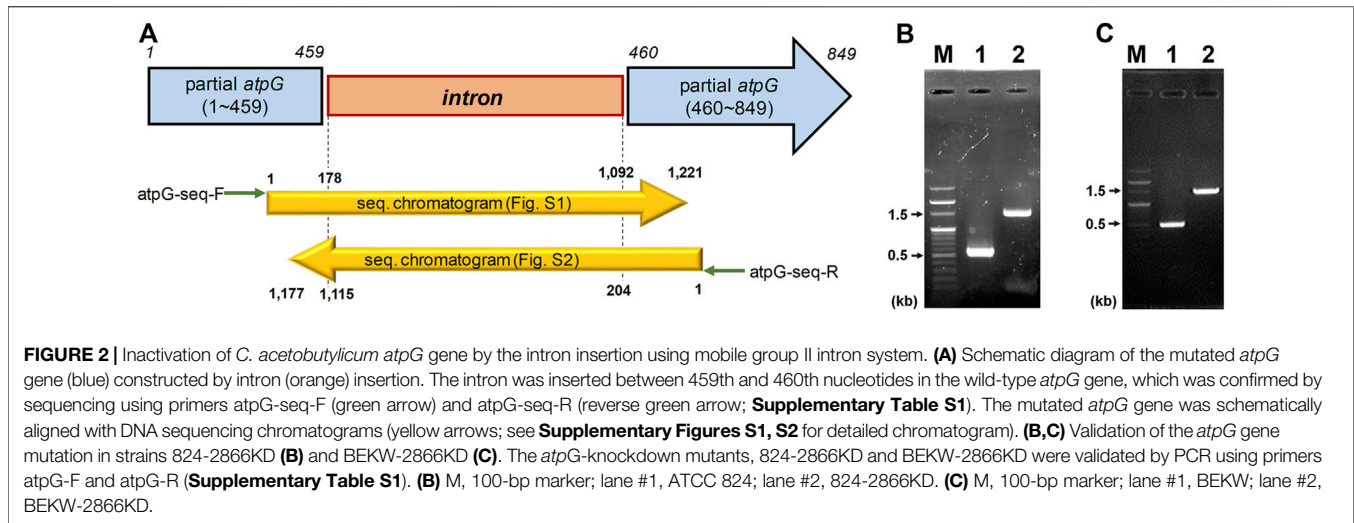 A
1
459
460
849
partial atpG
(1~459)
intron
partial atpG
(460~849)
atpG-seq-F
1
178
1,092
1,221
seq. chromatogram (Fig. S1)
seq. chromatogram (Fig. S2)
atpG-seq-R
1,177
1,115
204
1
B
M 1 2
1.5
0.5
(kb)
C
M 1 2
1.5
0.5
(kb)
FIGURE 2 | Inactivation of C. acetobutylicum atpG gene by the intron insertion using mobile group II intron system. (A) Schematic diagram of the mutated atpG
gene (blue) constructed by intron (orange) insertion. The intron was inserted between 459th and 460th nucleotides in the wild-type atpG gene, which was confirmed by
sequencing using primers atpG-seq-F (green arrow) and atpG-seq-R (reverse green arrow; Supplementary Table S1). The mutated atpG gene was schematically
aligned with DNA sequencing chromatograms (yellow arrows; see Supplementary Figures S1, S2 for detailed chromatogram). (B,C) Validation of the atpG gene
mutation in strains 824-2866KD (B) and BEKW-2866KD (C). The atpG-knockdown mutants, 824-2866KD and BEKW-2866KD were validated by PCR using primers
atpG-F and atpG-R (Supplementary Table S1). (B) M, 100-bp marker; lane #1, ATCC 824; lane #2, 824-2866KD. (C) M, 100-bp marker; lane #1, BEKW; lane #2,
BEKW-2866KD.